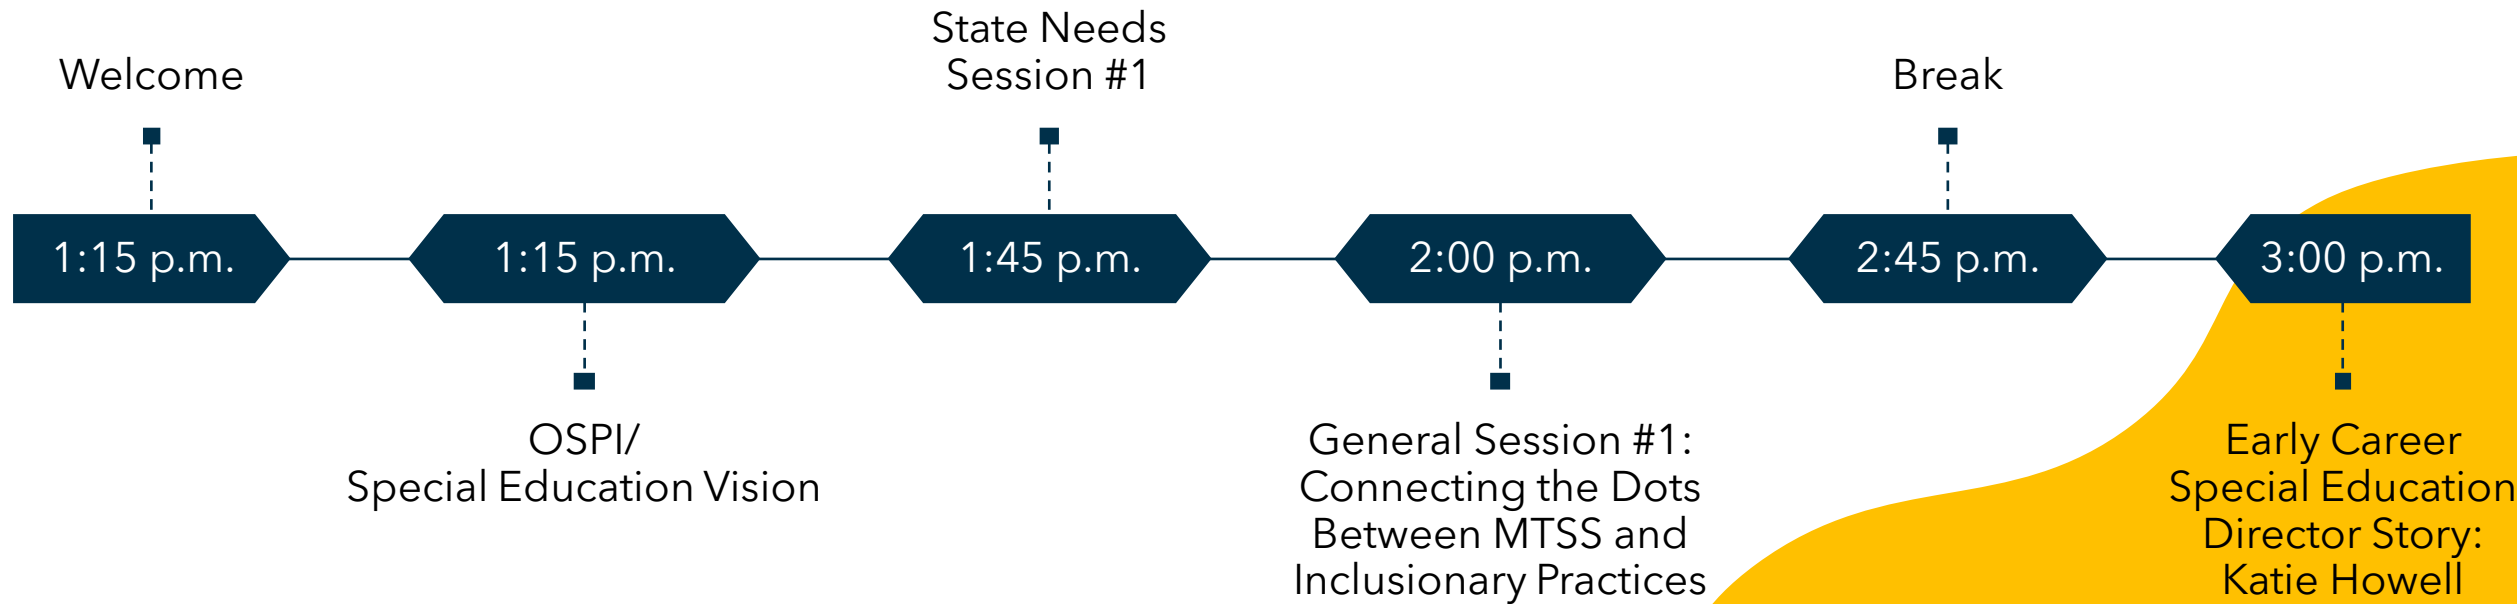 Welcome
1:15 p.m.
1:15 p.m.
OSPI/
Special Education Vision
State Needs
Session #1
1:45 p.m.
2:00 p.m.
General Session #1:
Connecting the Dots
Between MTSS and
Inclusionary Practices
Break
2:45 p.m.
3:00 p.m.
Early Career
Special Education
Director Story:
Katie Howell